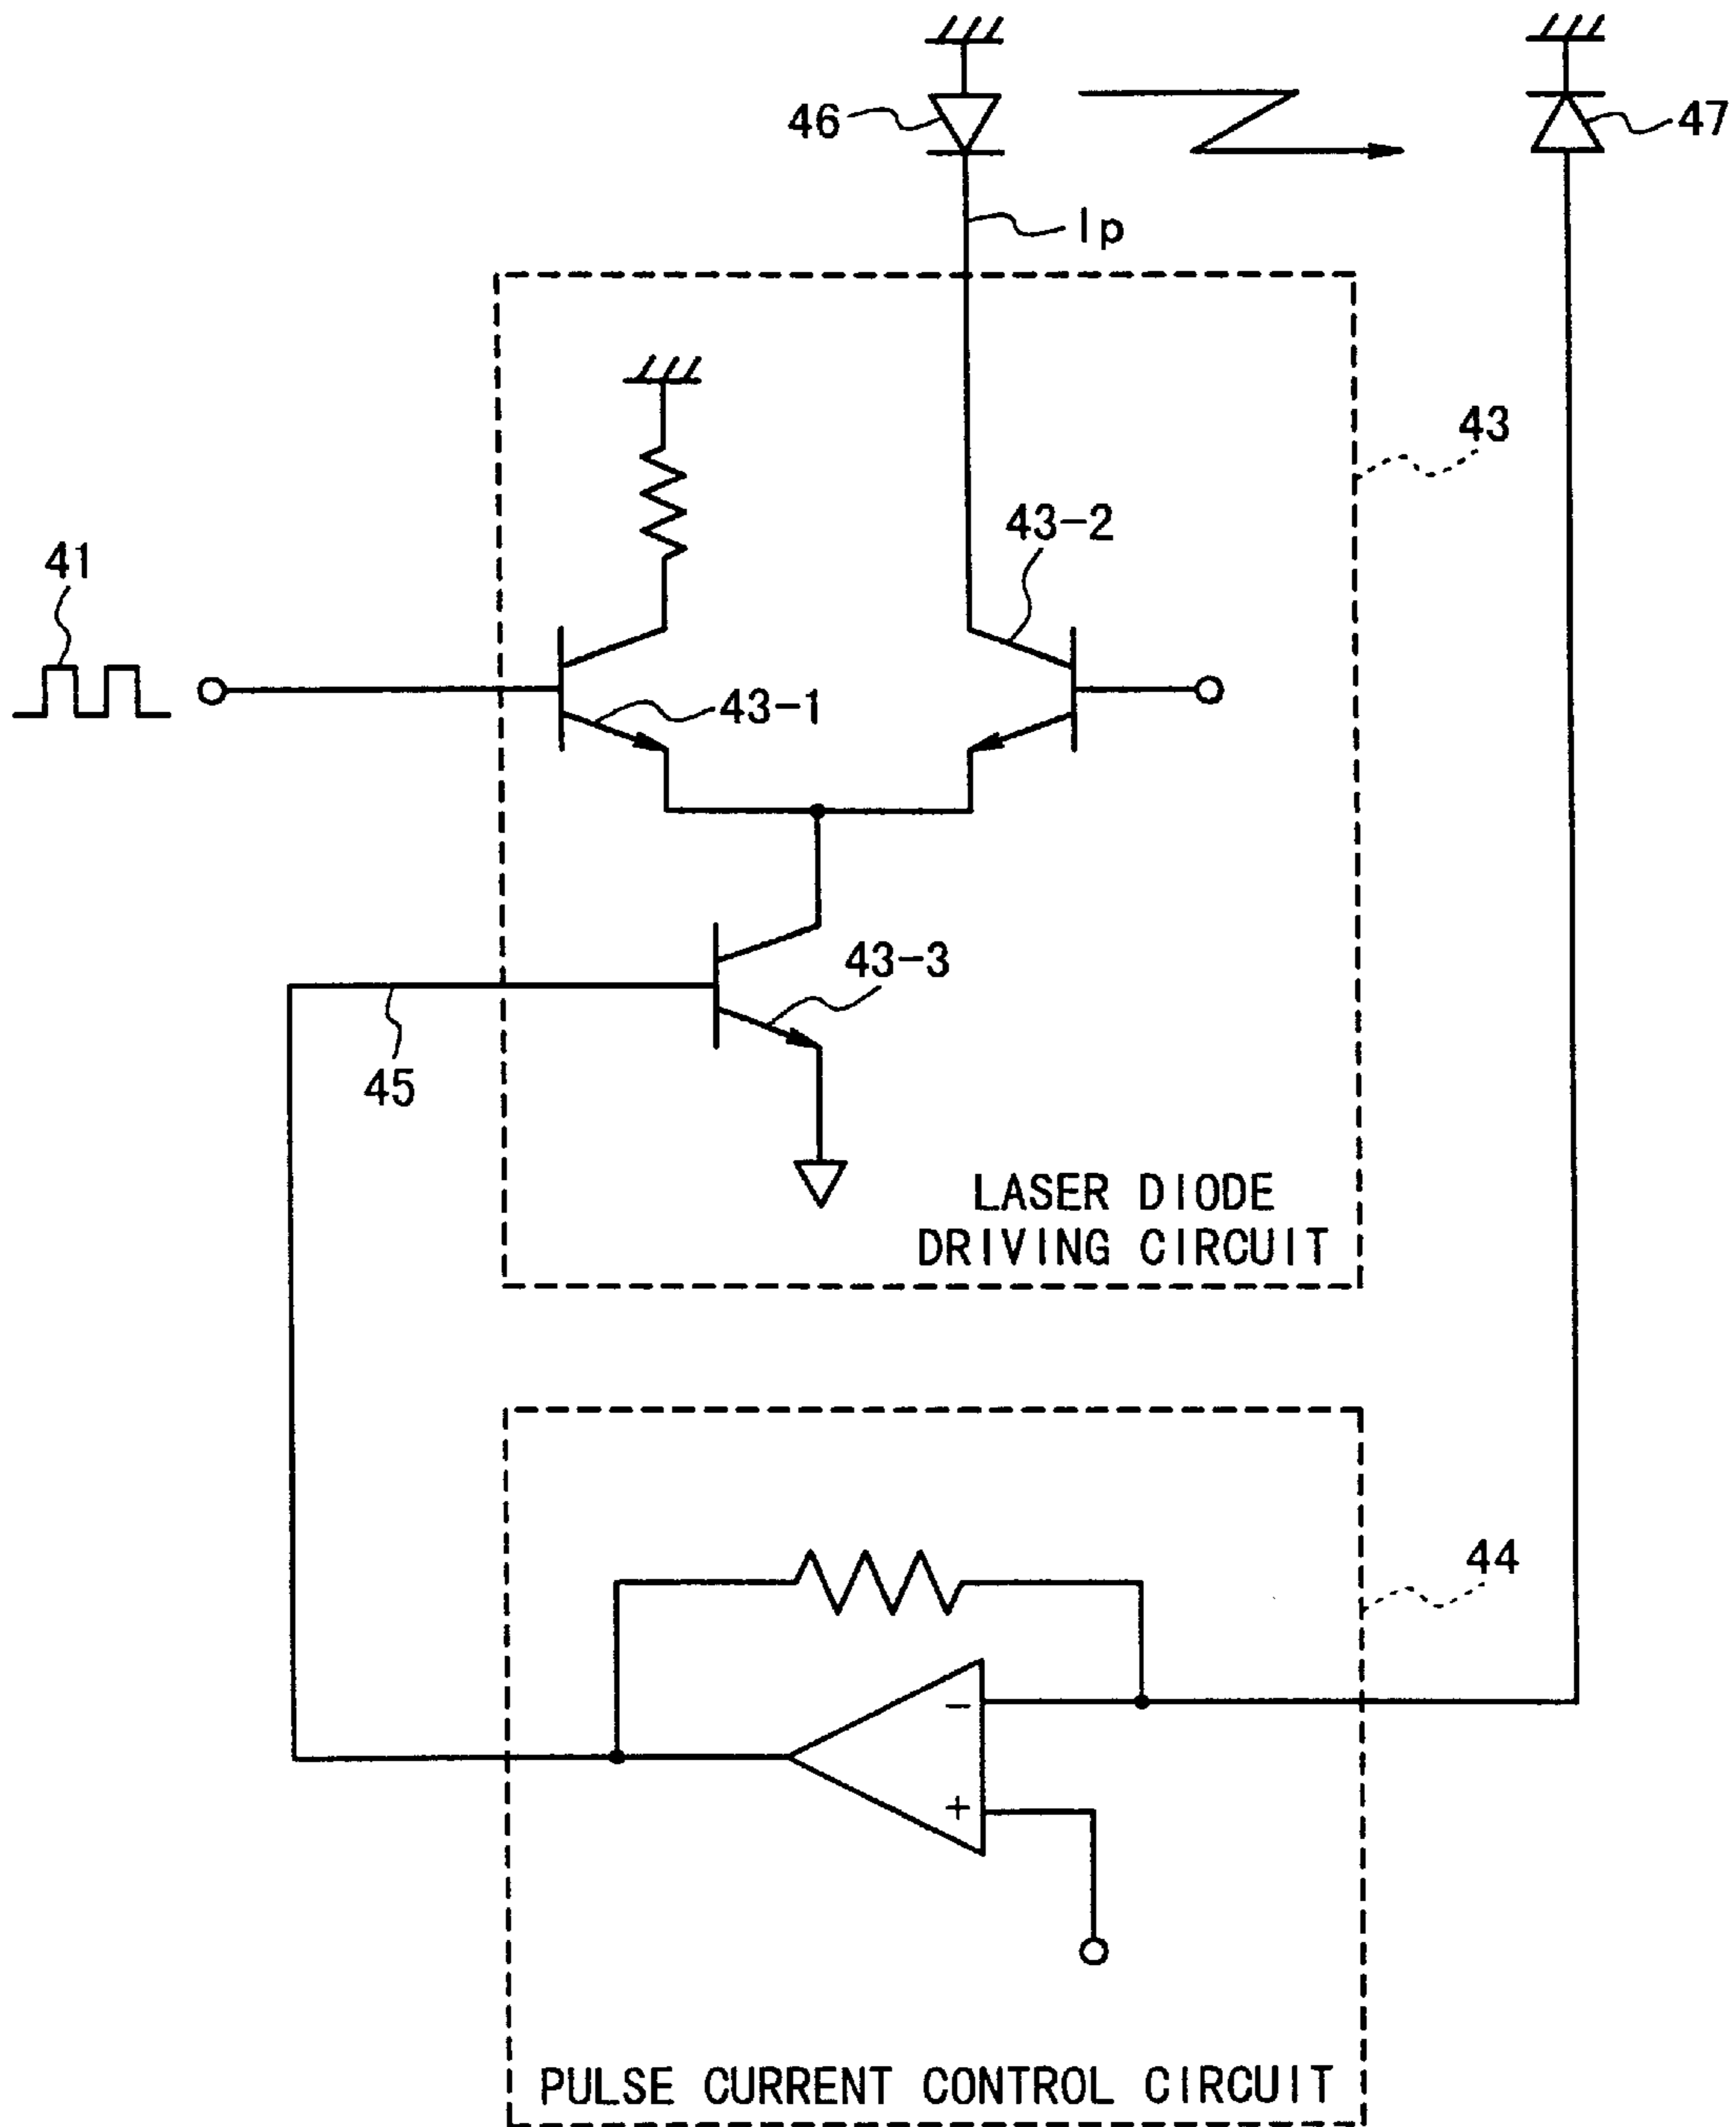 46
47
Ip
43
43-2
41
43-1
43-3
45
LASER DIODE
DRIVING CIRCUIT
44
−
+
PULSE CURRENT CONTROL CIRCUIT